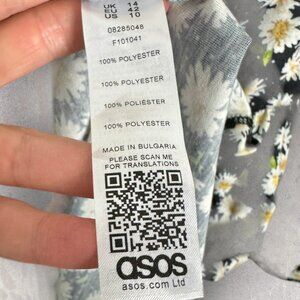 UK 14
EU 42
US 10
08285048
F101041
100% POLYESTER
100% POLYESTER
100% POLIÉSTER
100% POLYESTER
MADE IN BULGARIA
PLEASE SCAN ME
FOR TRANSLATIONS
asos
asos.com Ltd